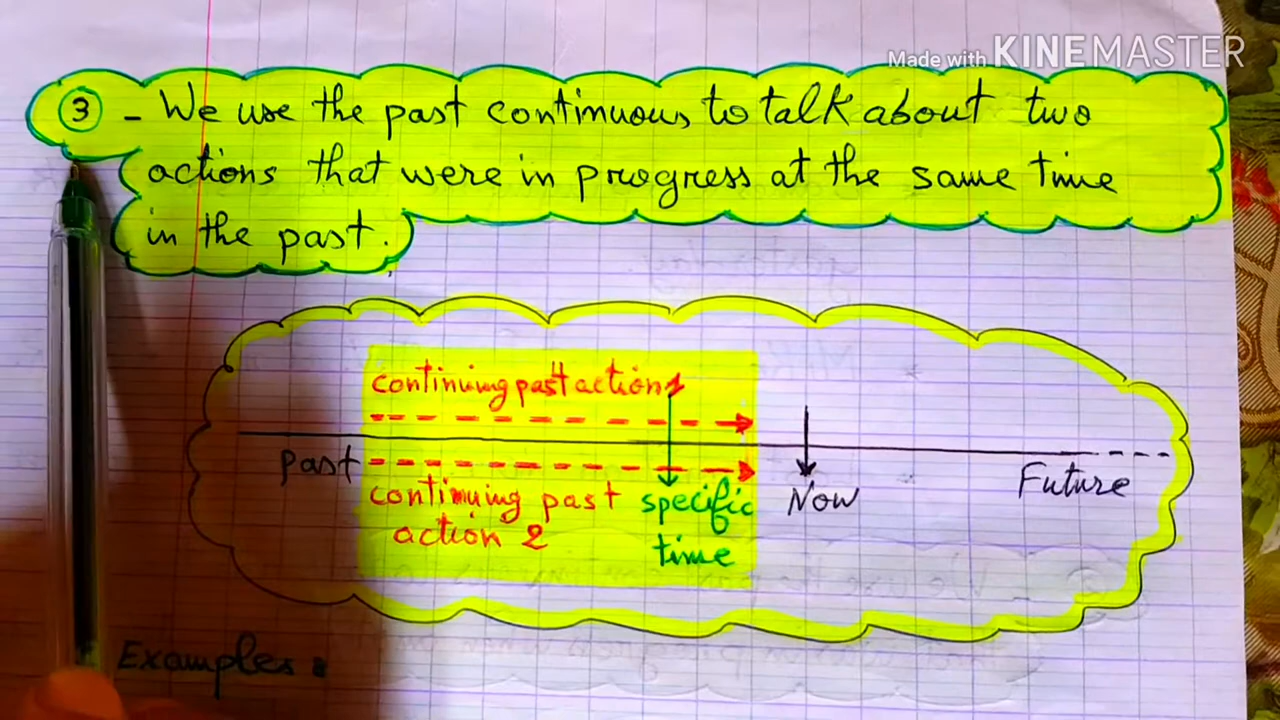 Made with KINEMASTER
3 - We use the past continuous to talk about two
actions that were in progress at the same time
in the past.
continuing past action 1
Past
continuing past
action 2
specific
time
Now
Future
Examples: